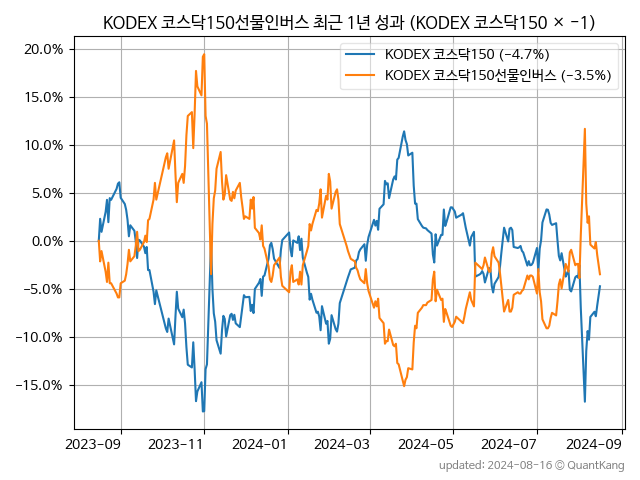 KODEX 코스닥150선물인버스 최근 1년 성과 (KODEX 코스닥150 × -1)
KODEX 코스닥150 (-4.7%)
KODEX 코스닥150선물인버스 (-3.5%)
20.0%
15.0%
10.0%
5.0%
0.0%
-5.0%
-10.0%
-15.0%
2023-09 2023-11 2024-01 2024-03 2024-05 2024-07 2024-09
updated: 2024-08-16 © QuantKang